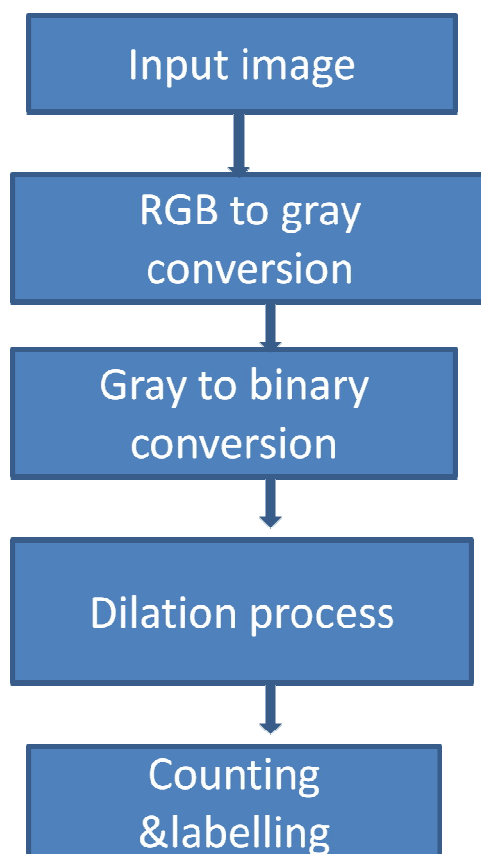 Input image
RGB to gray
conversion
Gray to binary
conversion
Dilation process
Counting
&labelling